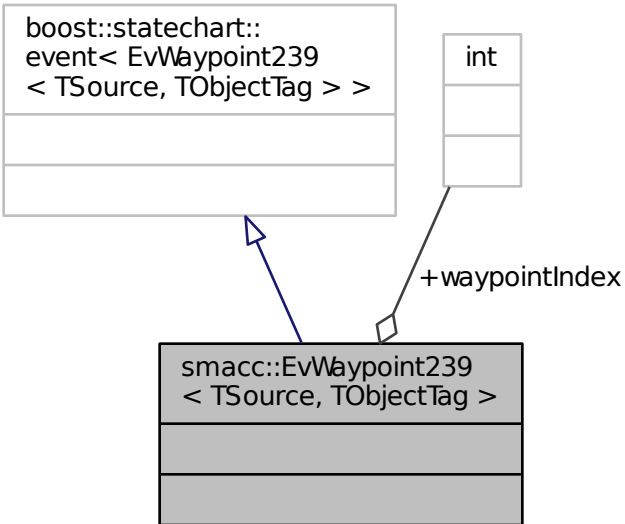 boost::statechart::
event< EvWaypoint239
< TSource, TObjectTag > >
int
+waypointIndex
smacc::EvWaypoint239
< TSource, TObjectTag >